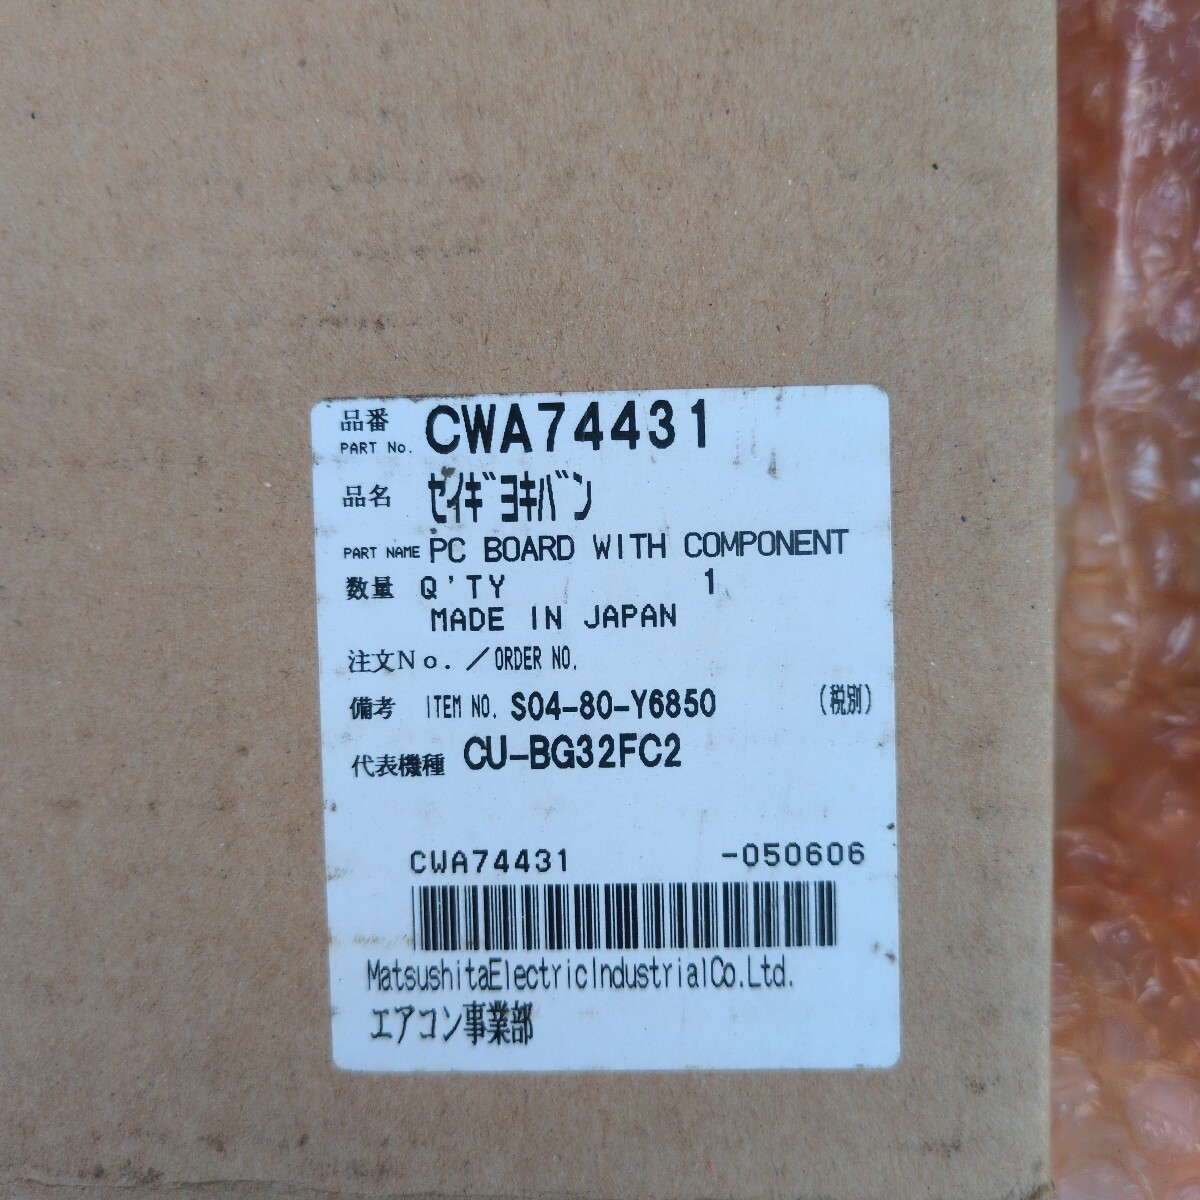 品番 CWA74431
PART No.
品名 ｾｲｷﾞﾖｷﾊﾞﾝ
PART NAME PC BOARD WITH COMPONENT
数量 Q'TY 1
MADE IN JAPAN
注文Ｎｏ．／ORDER NO.
備考 ITEM NO. S04-80-Y6850 (税別)
代表機種 CU-BG32FC2
CWA74431 -050606
MatsushitaElectricIndustrialCo.Ltd.
エアコン事業部